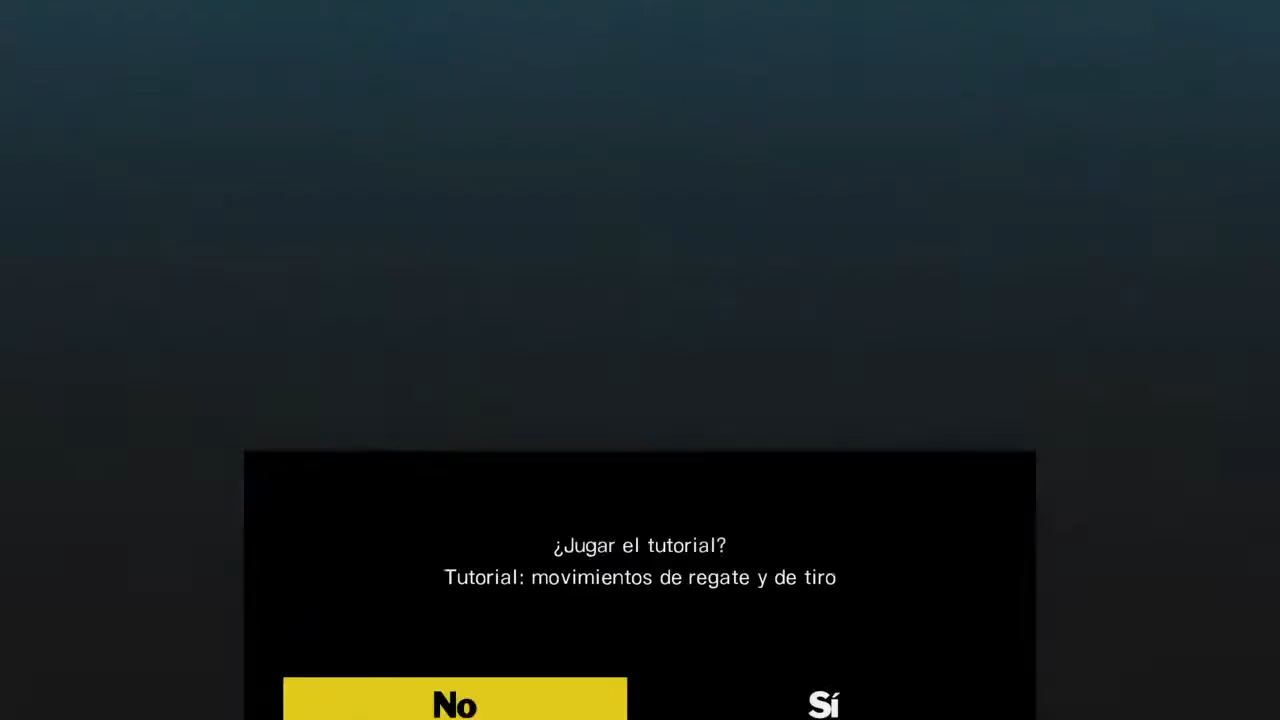 ¿Jugar el tutorial?
Tutorial: movimientos de regate y de tiro
No
Sí